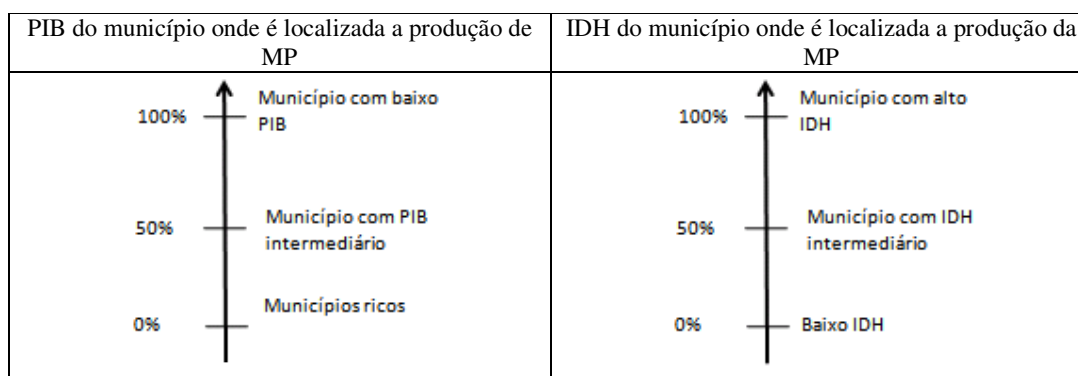 PIB do município onde é localizada a produção de
MP
IDH do município onde é localizada a produção da
MP
100%
Município com baixo
PIB
50%
Município com PIB
intermediário
Municípios ricos
0%
100%
Município com alto
IDH
50%
Município com IDH
intermediário
0%
Baixo IDH